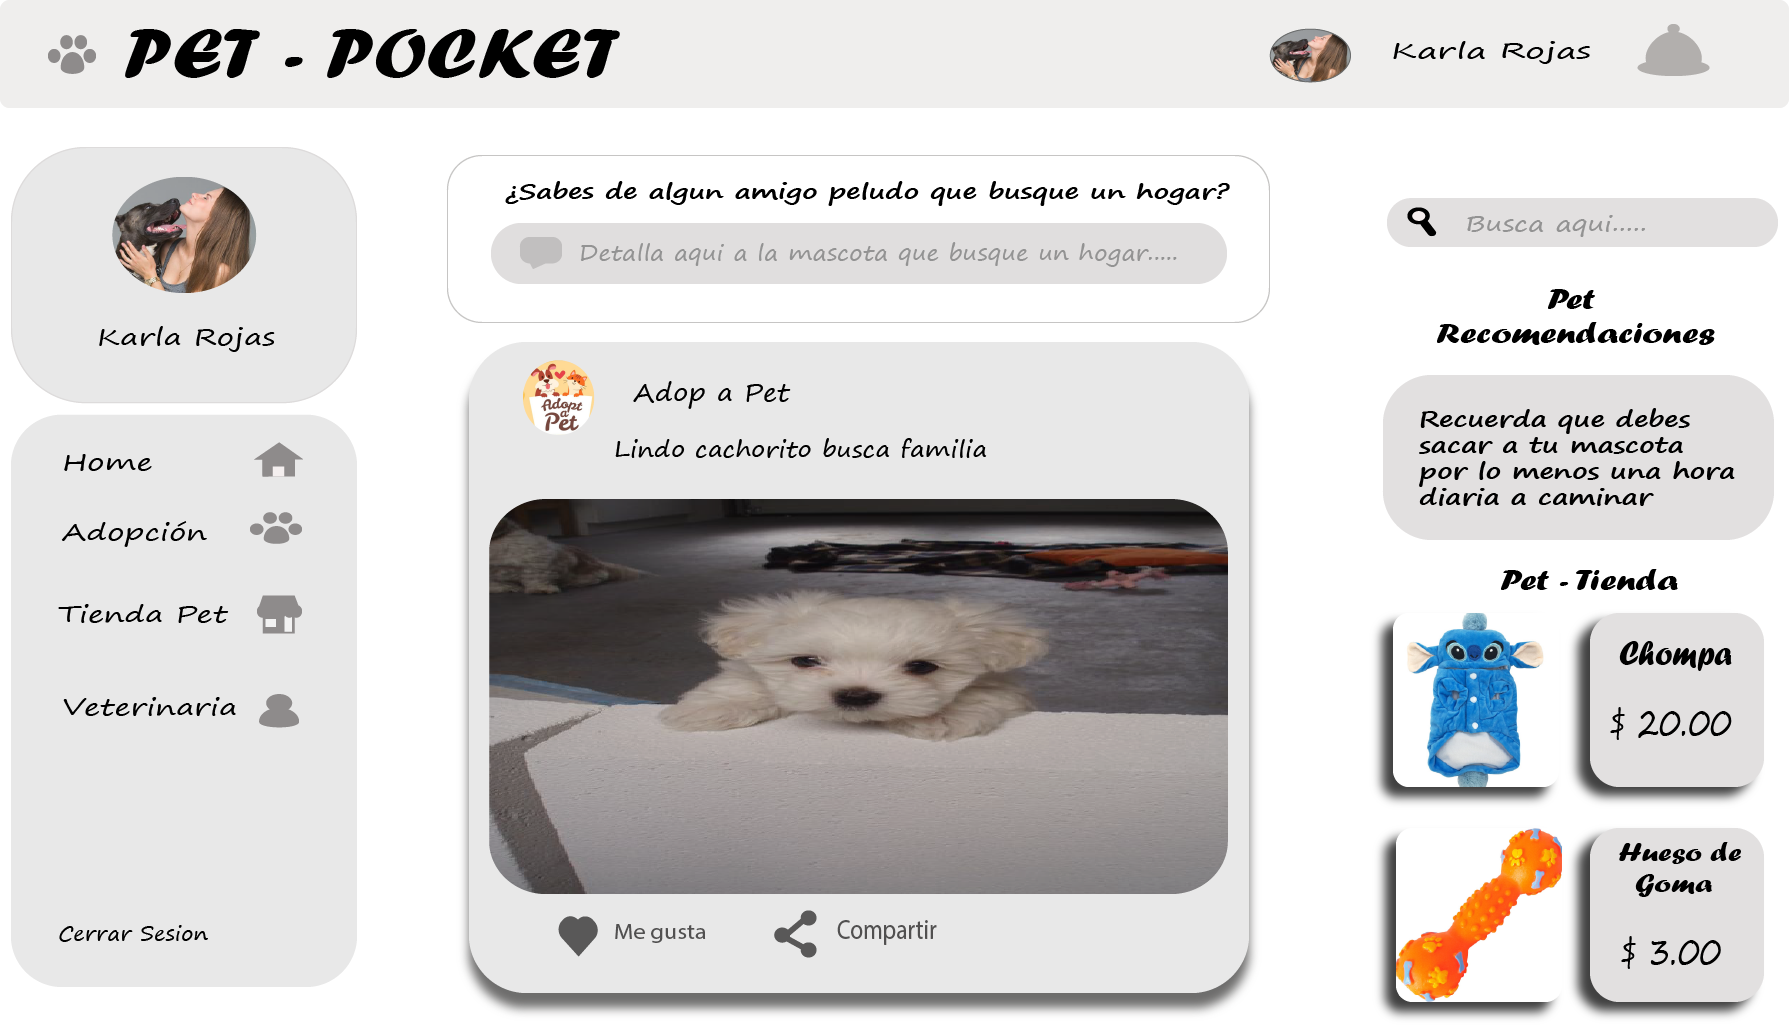 PET - POCKET
Karla Rojas
Karla Rojas
Home
Adopción
Tienda Pet
Veterinaria
Cerrar Sesion
¿Sabes de algun amigo peludo que busque un hogar?
Detalla aqui a la mascota que busque un hogar.....
Adopt
a
Pet
Adop a Pet
Lindo cachorito busca familia
Me gusta
Compartir
Busca aqui.....
Pet
Recomendaciones
Recuerda que debes
sacar a tu mascota
por lo menos una hora
diaria a caminar
Pet - Tienda
Chompa
$ 20.00
Hueso de
Goma
$ 3.00